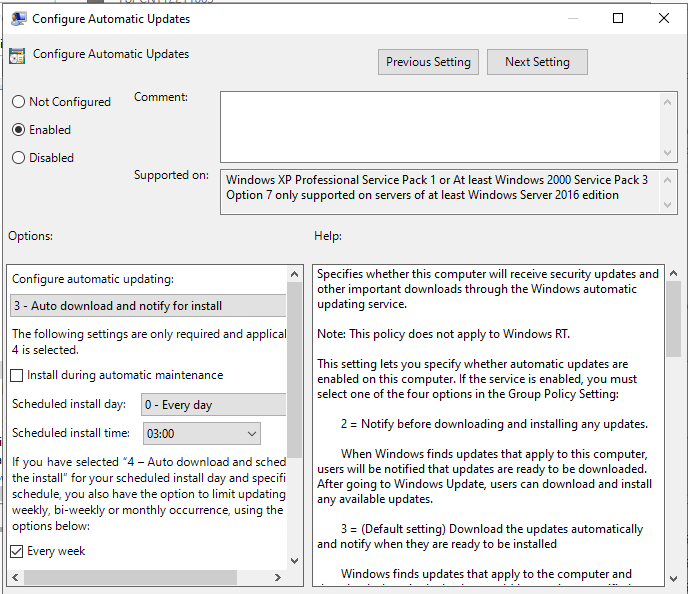 Configure Automatic Updates
Configure Automatic Updates
Previous Setting
Next Setting
Not Configured
Comment:
Enabled
Disabled
Supported on:
Windows XP Professional Service Pack 1 or At least Windows 2000 Service Pack 3
Option 7 only supported on servers of at least Windows Server 2016 edition
Options:
Help:
Configure automatic updating:
3 - Auto download and notify for install
The following settings are only required and applical
4 is selected.
Install during automatic maintenance
Scheduled install day:
0 - Every day
Scheduled install time:
03:00
If you have selected "4 – Auto download and sched
the install" for your scheduled install day and specifi
schedule, you also have the option to limit updating
weekly, bi-weekly or monthly occurrence, using the
options below:
Every week
Specifies whether this computer will receive security updates and
other important downloads through the Windows automatic
updating service.
Note: This policy does not apply to Windows RT.
This setting lets you specify whether automatic updates are
enabled on this computer. If the service is enabled, you must
select one of the four options in the Group Policy Setting:
2 = Notify before downloading and installing any updates.
When Windows finds updates that apply to this computer,
users will be notified that updates are ready to be downloaded.
After going to Windows Update, users can download and install
any available updates.
3 = (Default setting) Download the updates automatically
and notify when they are ready to be installed
Windows finds updates that apply to the computer and